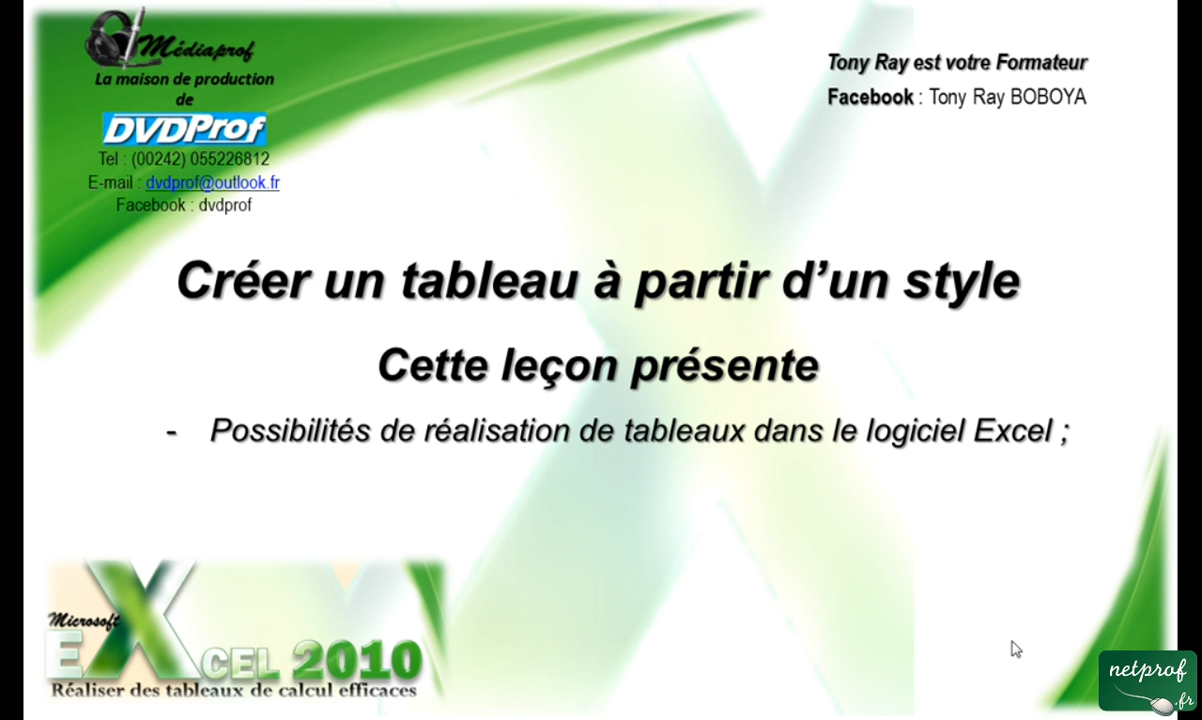 Médiaprof
La maison de production
de
DVDProf
Tel : (00242) 055226812
E-mail : dvdprof@outlook.fr
Facebook : dvdprof
Tony Ray est votre Formateur
Facebook : Tony Ray BOBOYA
Créer un tableau à partir d’un style
Cette leçon présente
- Possibilités de réalisation de tableaux dans le logiciel Excel ;
Microsoft
EXCEL 2010
Réaliser des tableaux de calcul efficaces
netprof
.fr